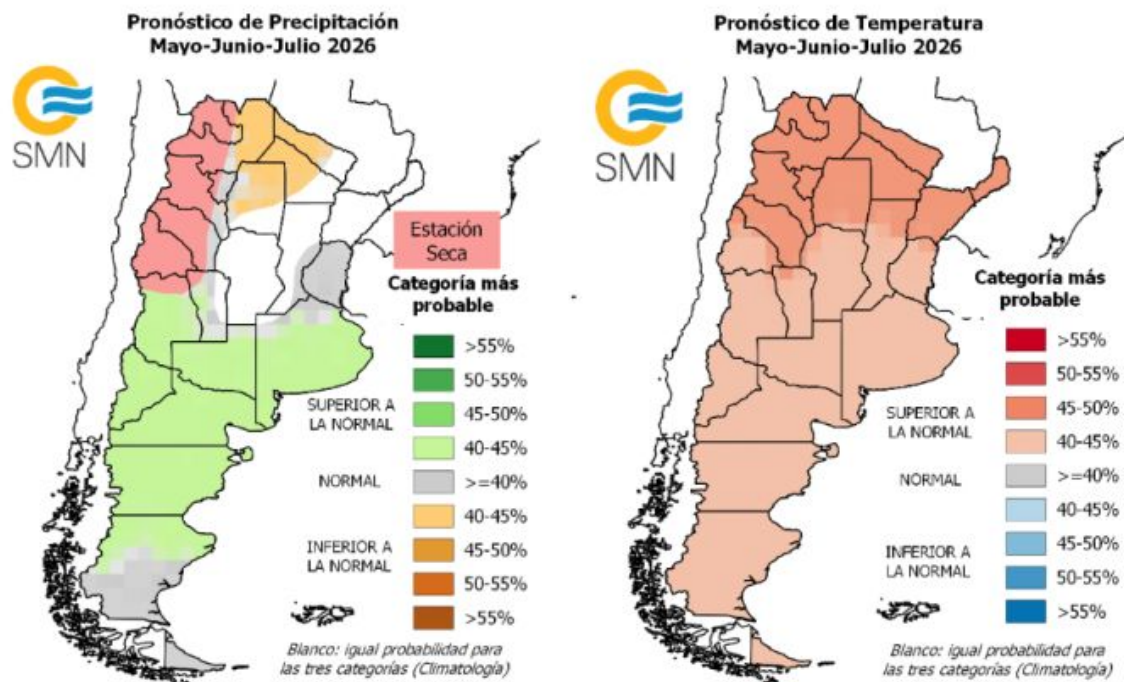 Pronóstico de Precipitación
Mayo-Junio-Julio 2026
SMN
Estación
Seca
Categoría más
probable
>55%
50-55%
45-50%
SUPERIOR A
LA NORMAL
40-45%
NORMAL
>=40%
40-45%
45-50%
INFERIOR A
LA NORMAL
50-55%
>55%
Blanco: igual probabilidad para
las tres categorías (Climatología)
Pronóstico de Temperatura
Mayo-Junio-Julio 2026
SMN
Categoría más
probable
>55%
50-55%
45-50%
SUPERIOR A
LA NORMAL
40-45%
NORMAL
>=40%
40-45%
45-50%
INFERIOR A
LA NORMAL
50-55%
>55%
Blanco: igual probabilidad para
las tres categorías (Climatología)